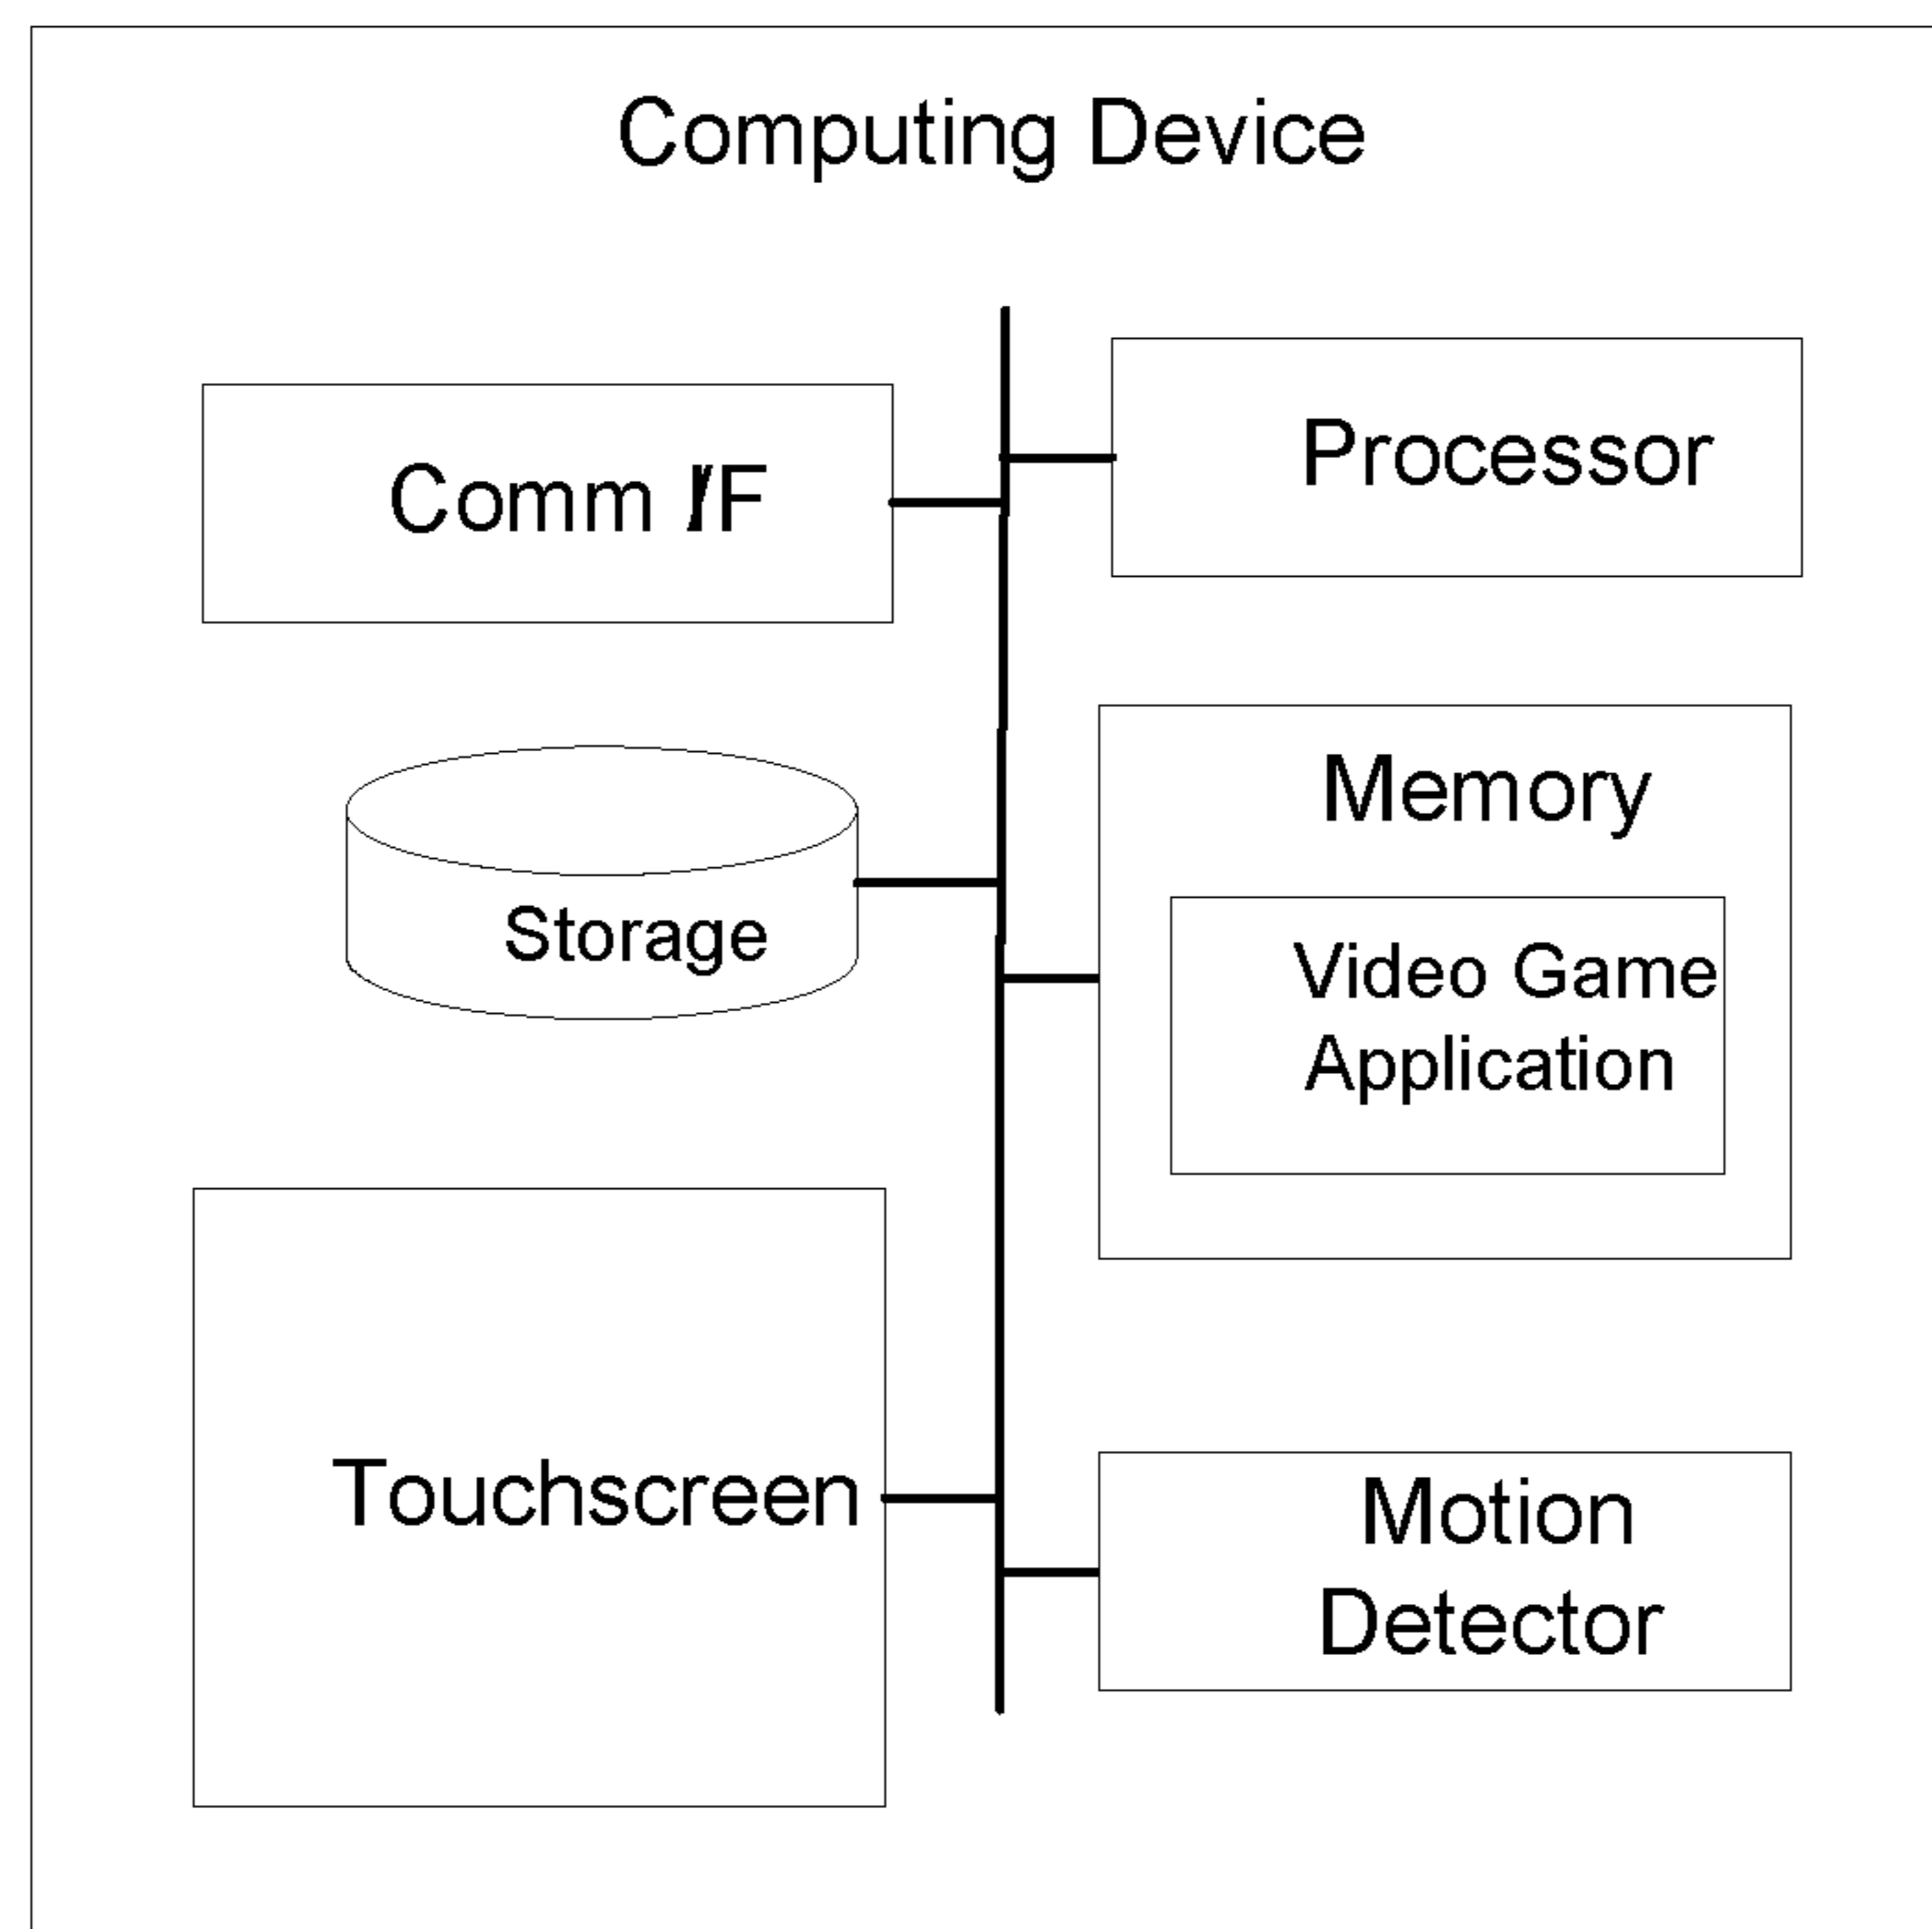 Computing Device
Comm I/F
Processor
Storage
Memory
Video Game
Application
Touchscreen
Motion
Detector